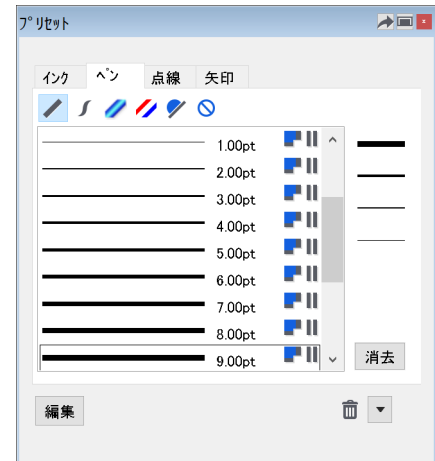 プリセット
インク ペン 点線 矢印
1.00pt
2.00pt
3.00pt
4.00pt
5.00pt
6.00pt
7.00pt
8.00pt
9.00pt
消去
編集